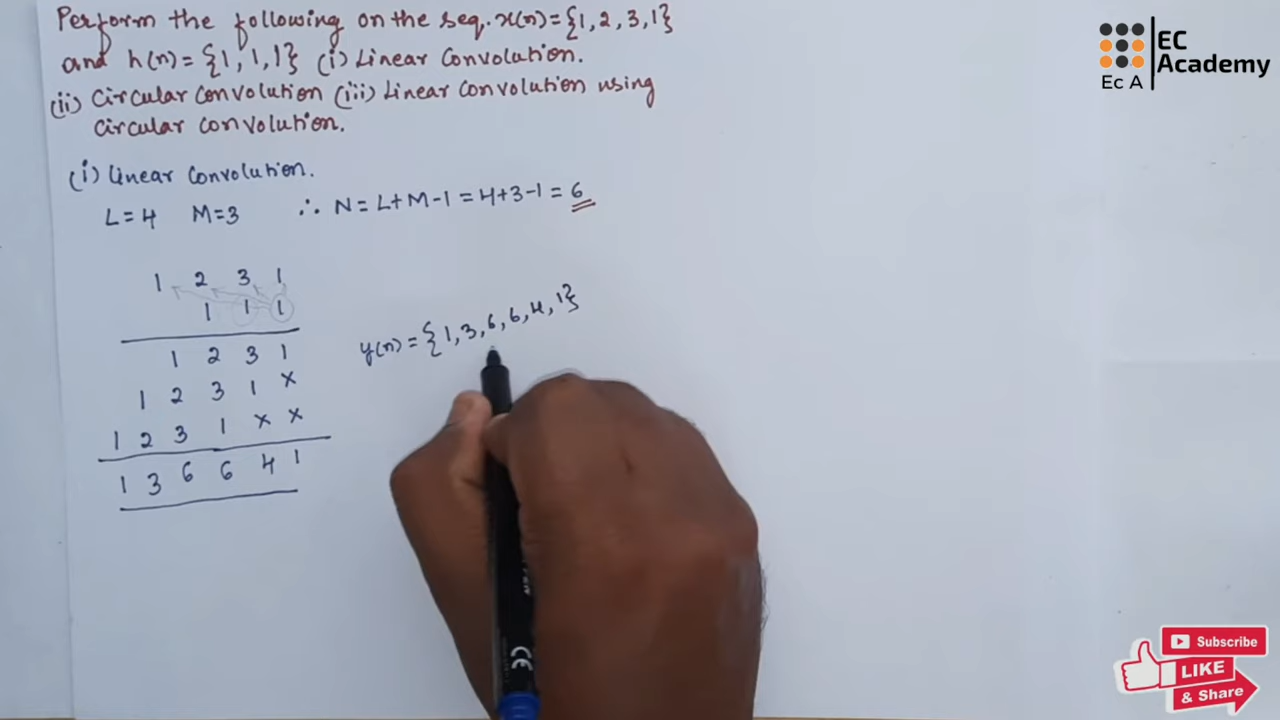 Perform the following on the seq. x(n)={1,2,3,1}
and h(n)={1,1,1} (i) Linear Convolution.
(ii) Circular convolution (iii) Linear convolution using
Circular convolution.
(i) Linear Convolution.
L=4 M=3 ∴ N=L+M-1=4+3-1=6
1 2 3 1
1 1 1
1 2 3 1
1 2 3 1 x
1 2 3 1 x x
1 3 6 6 4 1
y(n)={1,3,6,6,4,1}
CE
EC
Academy
Ec A
Subscribe
LIKE
& Share